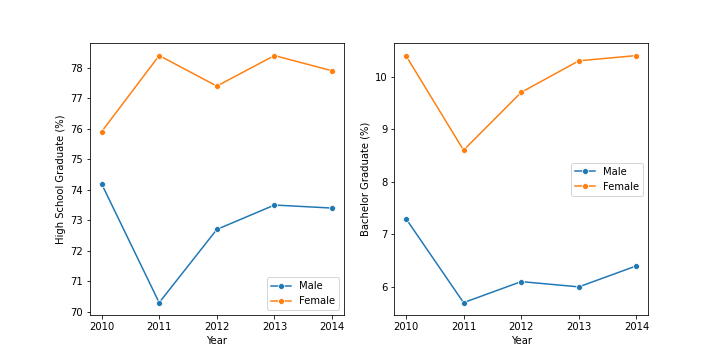 High School Graduate (%)
78
77
76
75
74
73
72
71
70
2010 2011 2012 2013 2014
Year
Male
Female
Bachelor Graduate (%)
10
9
8
7
6
2010 2011 2012 2013 2014
Year
Male
Female